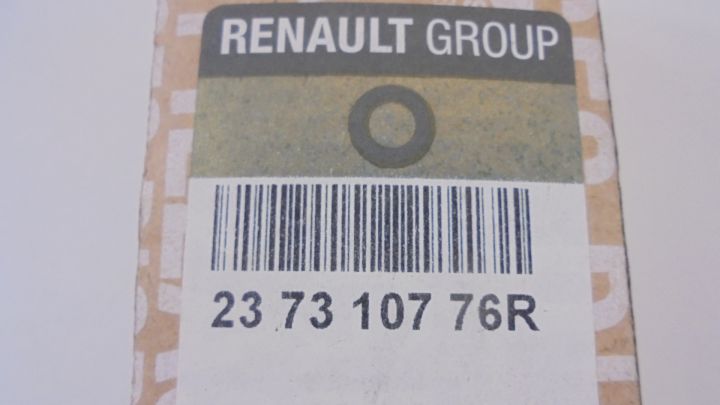 RENAULT GROUP
23 73 107 76R